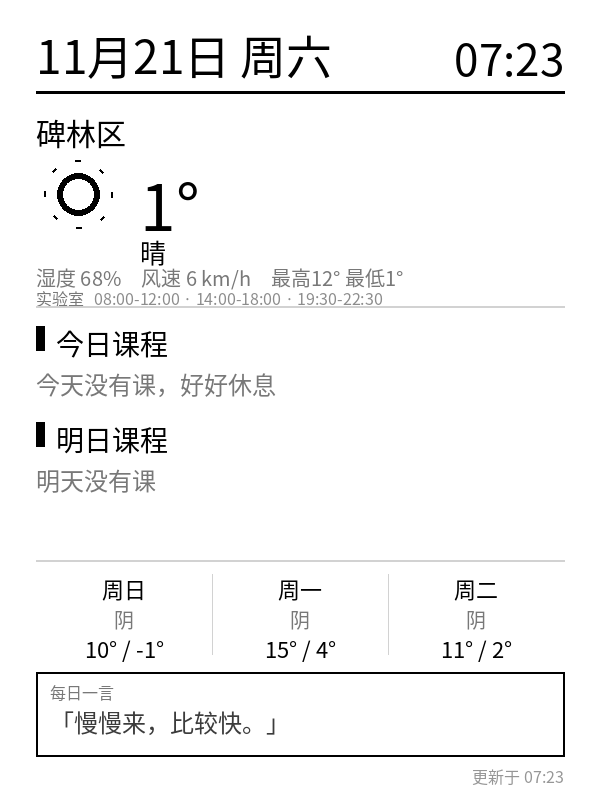 11月21日 周六 07:23
碑林区
1°
晴
湿度 68% 风速 6 km/h 最高12° 最低1°
实验室 08:00-12:00 · 14:00-18:00 · 19:30-22:30
今日课程
今天没有课，好好休息
明日课程
明天没有课
周日 周一 周二
阴 阴 阴
10° / -1° 15° / 4° 11° / 2°
每日一言
「慢慢来，比较快。」
更新于 07:23